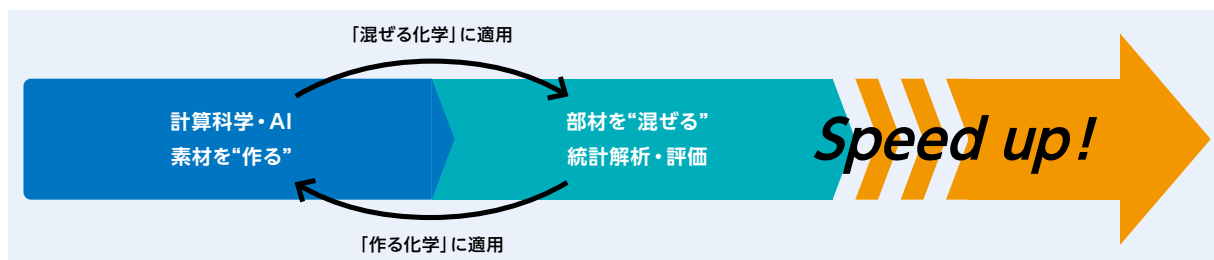 「混ぜる化学」に適用
計算科学・AI
素材を“作る”
部材を“混ぜる”
統計解析・評価
Speed up!
「作る化学」に適用